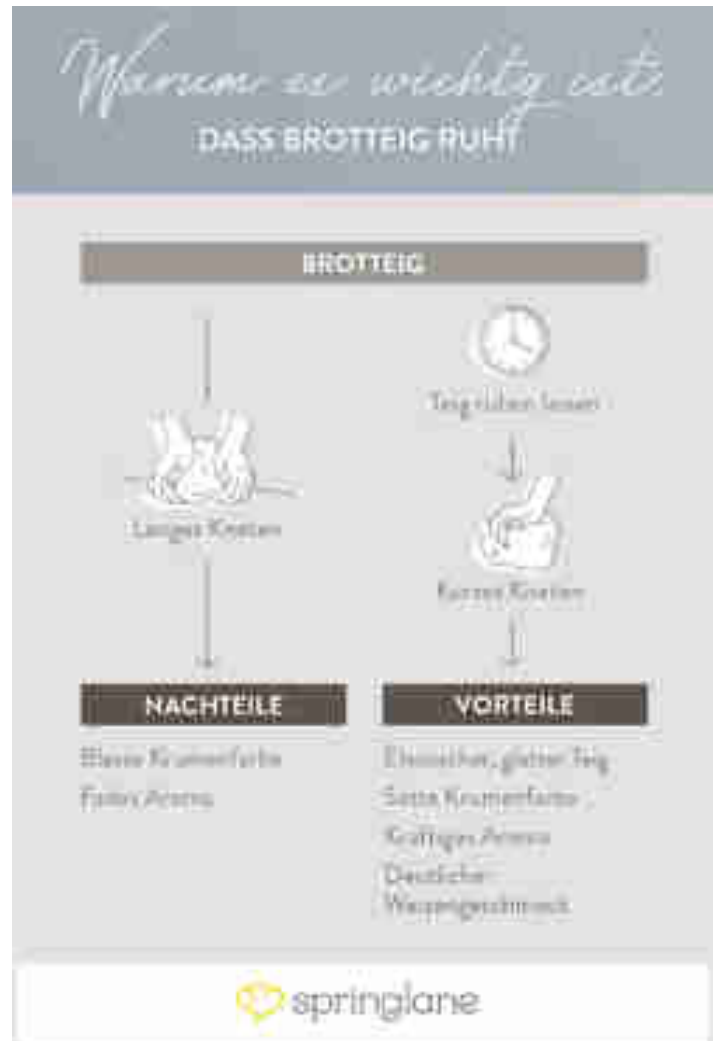 Warum es wichtig ist,
DASS BROTTEIG RUHT
BROTTEIG
Teig ruhen lassen
Langes Kneten
Kurzes Kneten
NACHTEILE
VORTEILE
Blasse Krumenfarbe
Fades Aroma
Elastischer, glatter Teig
Satte Krumenfarbe
Kräftiges Aroma
Deutlicher
Weizengeschmack
springlane